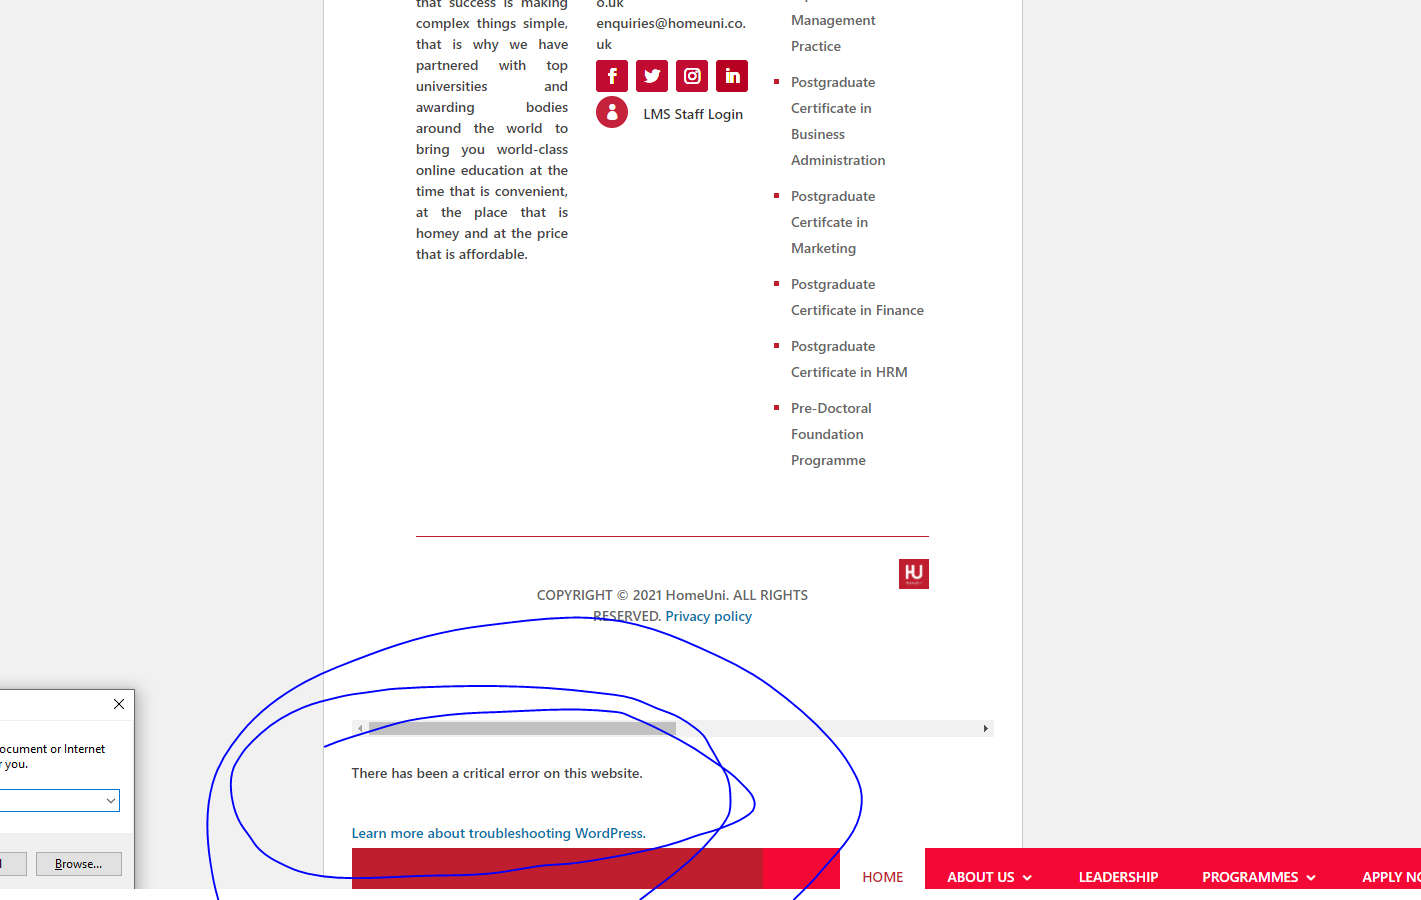 that success is making
complex things simple,
that is why we have
partnered with top
universities and
awarding bodies
around the world to
bring you world-class
online education at the
time that is convenient,
at the place that is
homey and at the price
that is affordable.
o.uk
enquiries@homeuni.co.
uk
LMS Staff Login
Management
Practice
Postgraduate
Certificate in
Business
Administration
Postgraduate
Certifcate in
Marketing
Postgraduate
Certificate in Finance
Postgraduate
Certificate in HRM
Pre-Doctoral
Foundation
Programme
HU
COPYRIGHT © 2021 HomeUni. ALL RIGHTS
RESERVED. Privacy policy
ocument or Internet
you.
Browse...
There has been a critical error on this website.
Learn more about troubleshooting WordPress.
HOME ABOUT US LEADERSHIP PROGRAMMES APPLY NO